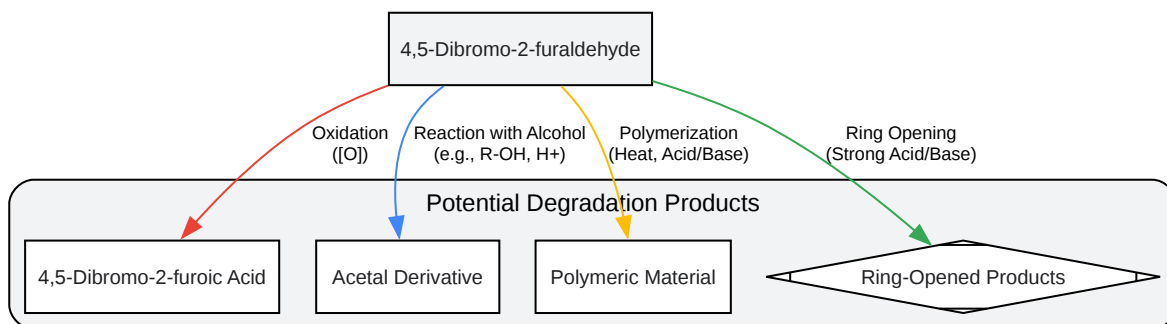 4,5-Dibromo-2-furaldehyde
Oxidation
([O])
Reaction with Alcohol
(e.g., R-OH, H+)
Polymerization
(Heat, Acid/Base)
Ring Opening
(Strong Acid/Base)
Potential Degradation Products
4,5-Dibromo-2-furoic Acid
Acetal Derivative
Polymeric Material
Ring-Opened Products